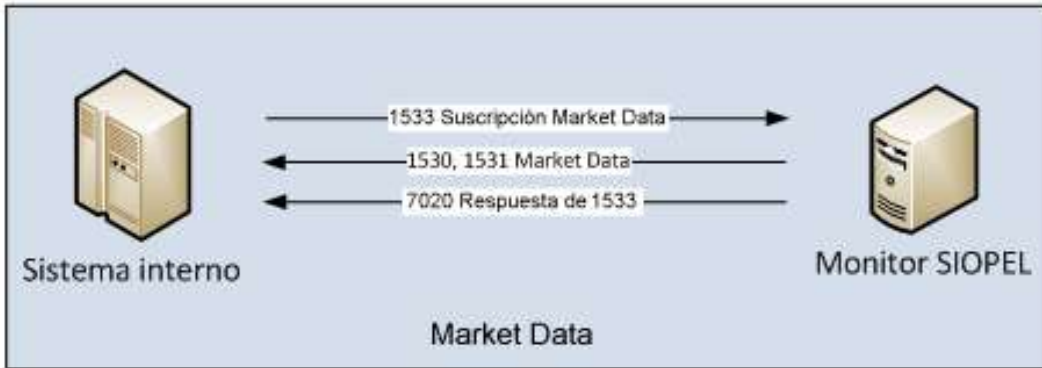 1533 Suscripción Market Data
1530, 1531 Market Data
7020 Respuesta de 1533
Sistema interno
Monitor SIOPEL
Market Data